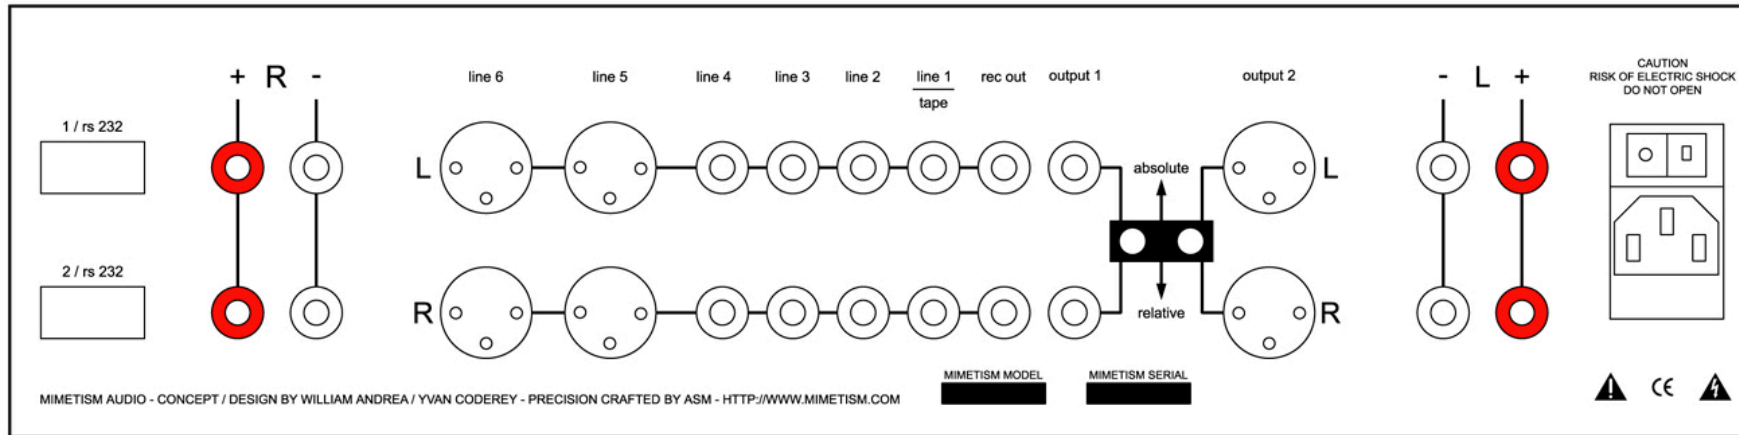 + R -
line 6
line 5
line 4
line 3
line 2
line 1
tape
rec out
output 1
output 2
- L +
CAUTION
RISK OF ELECTRIC SHOCK
DO NOT OPEN
1 / rs 232
L
absolute
L
2 / rs 232
R
relative
R
MIMETISM MODEL
MIMETISM SERIAL
MIMETISM AUDIO - CONCEPT / DESIGN BY WILLIAM ANDREA / YVAN CODEREY - PRECISION CRAFTED BY ASM - HTTP://WWW.MIMETISM.COM
CE